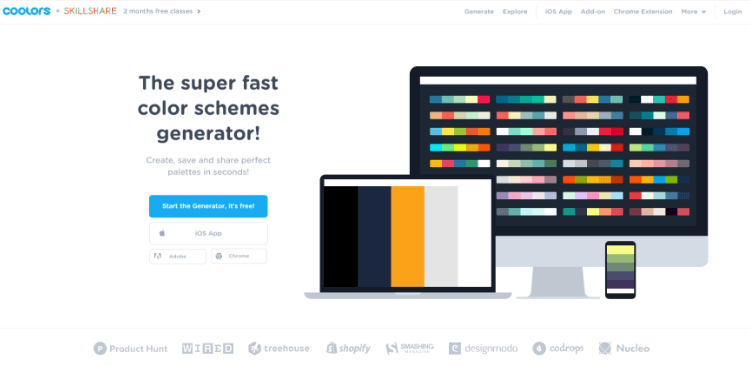 coolors + SKILLSHARE 2 months free classes >
Generate Explore iOS App Add-on Chrome Extension More Login
The super fast
color schemes
generator!
Create, save and share perfect
palettes in seconds!
Start the Generator, it's free!
iOS App
Adobe Chrome
Product Hunt WIRED treehouse shopify SMASHING MAGAZINE designmodo codrops Nucleo